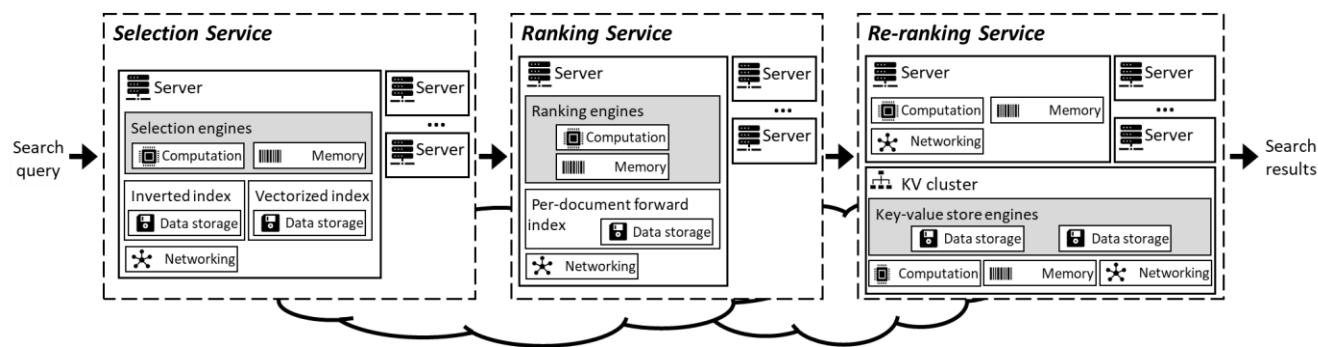 Search
query
Selection Service
Server
Selection engines
Computation
Memory
Inverted index
Data storage
Vectorized index
Data storage
Networking
Server
...
Server
Ranking Service
Server
Ranking engines
Computation
Memory
Per-document forward
index
Data storage
Networking
Server
...
Server
Re-ranking Service
Server
Computation
Memory
Networking
Server
...
Server
KV cluster
Key-value store engines
Data storage
Data storage
Computation
Memory
Networking
Search
results